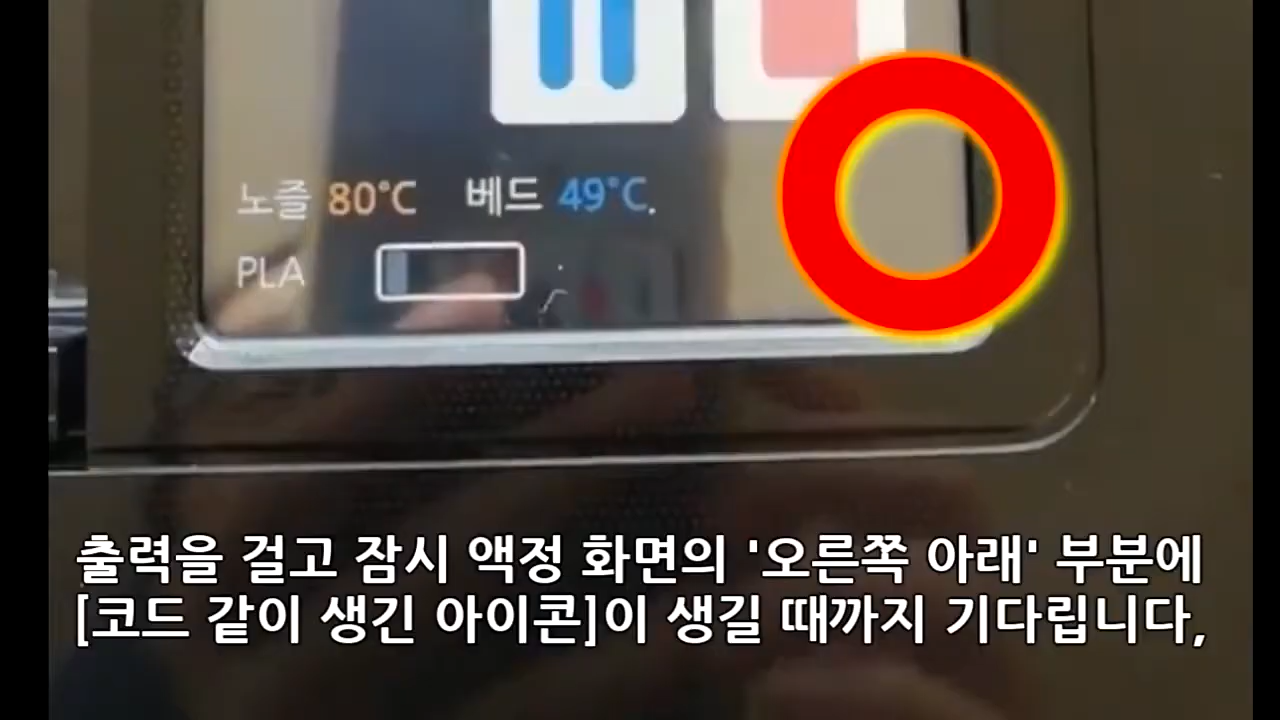 노즐 80°C 베드 49°C.
PLA
출력을 걸고 잠시 액정 화면의 '오른쪽 아래' 부분에
[코드 같이 생긴 아이콘]이 생길 때까지 기다립니다,